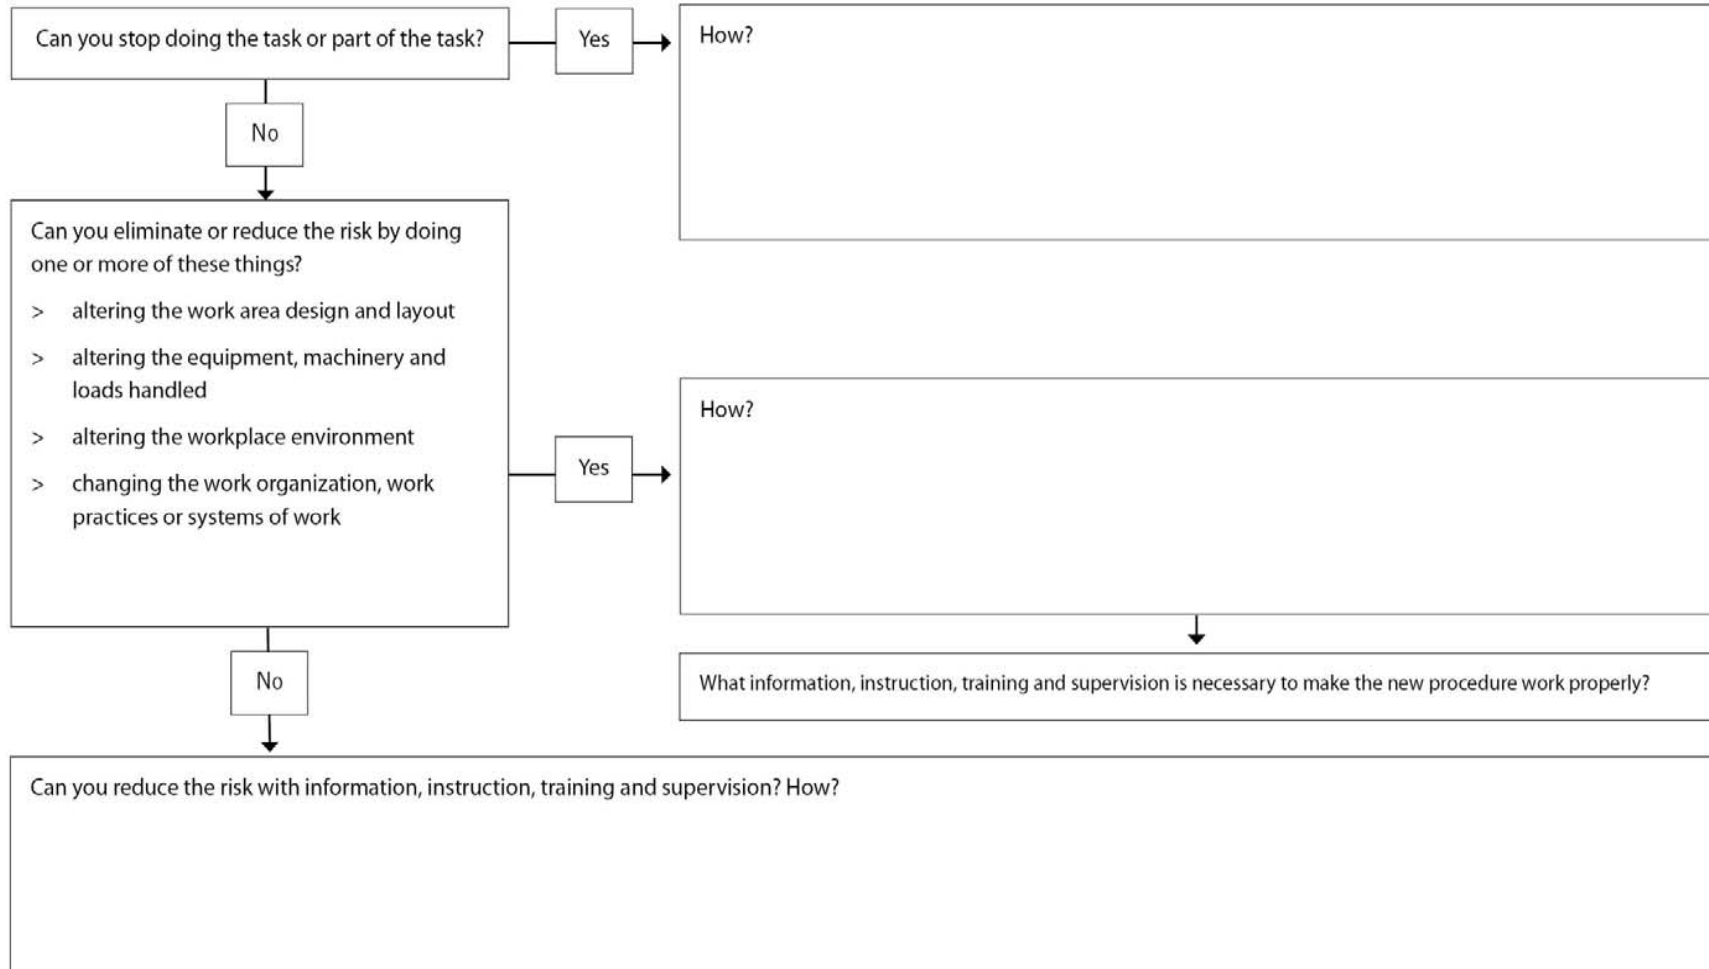 Can you stop doing the task or part of the task?
Yes
How?
No
Can you eliminate or reduce the risk by doing
one or more of these things?
> altering the work area design and layout
> altering the equipment, machinery and
loads handled
> altering the workplace environment
> changing the work organization, work
practices or systems of work
Yes
How?
What information, instruction, training and supervision is necessary to make the new procedure work properly?
No
Can you reduce the risk with information, instruction, training and supervision? How?